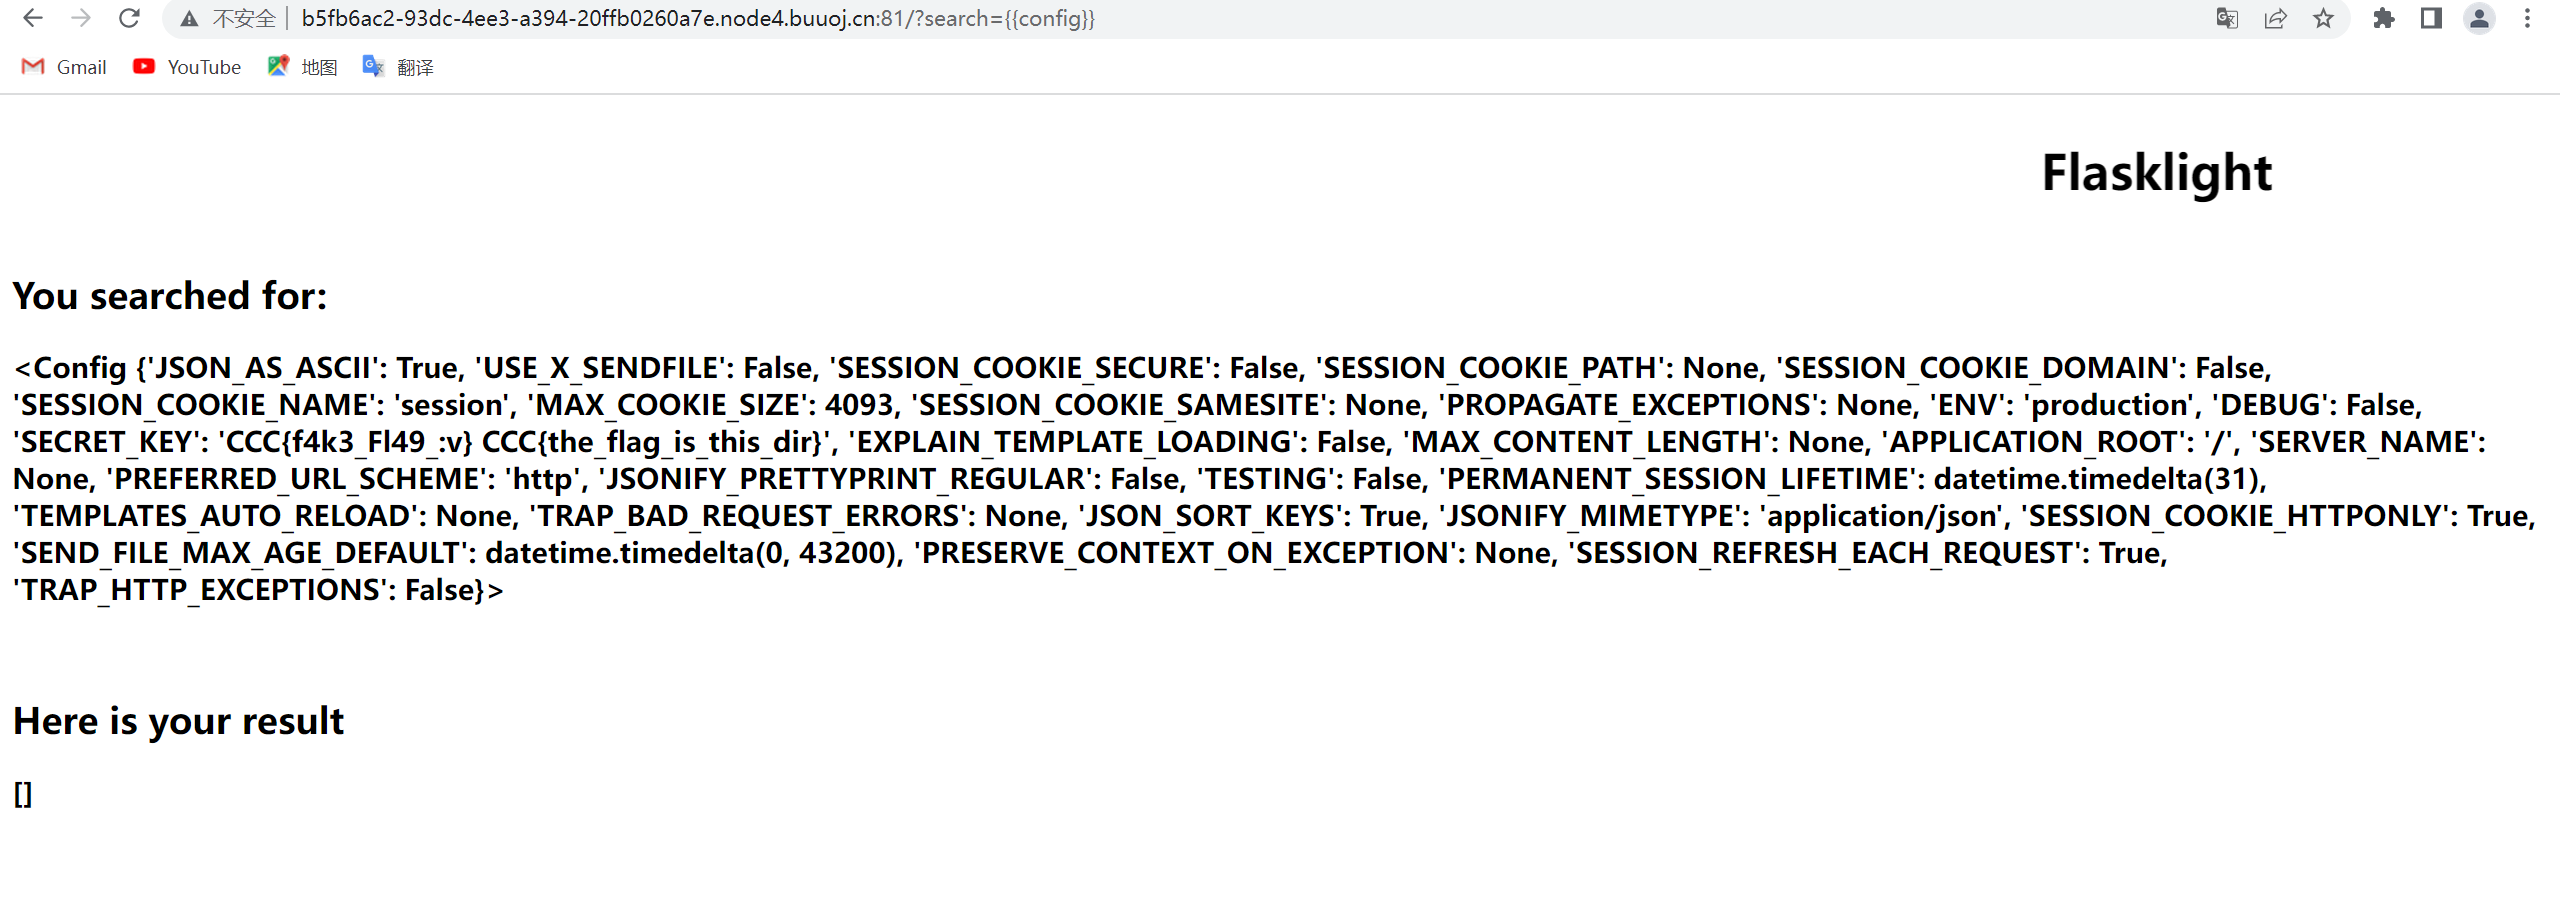 不安全 b5fb6ac2-93dc-4ee3-a394-20ffb0260a7e.node4.buuoj.cn:81/?search={{config}}
Gmail YouTube 地图 翻译
Flasklight
You searched for:
<Config {'JSON_AS_ASCII': True, 'USE_X_SENDFILE': False, 'SESSION_COOKIE_SECURE': False, 'SESSION_COOKIE_PATH': None, 'SESSION_COOKIE_DOMAIN': False,
'SESSION_COOKIE_NAME': 'session', 'MAX_COOKIE_SIZE': 4093, 'SESSION_COOKIE_SAMESITE': None, 'PROPAGATE_EXCEPTIONS': None, 'ENV': 'production', 'DEBUG': False,
'SECRET_KEY': 'CCC{f4k3_Fl49_:v} CCC{the_flag_is_this_dir}', 'EXPLAIN_TEMPLATE_LOADING': False, 'MAX_CONTENT_LENGTH': None, 'APPLICATION_ROOT': '/', 'SERVER_NAME':
None, 'PREFERRED_URL_SCHEME': 'http', 'JSONIFY_PRETTYPRINT_REGULAR': False, 'TESTING': False, 'PERMANENT_SESSION_LIFETIME': datetime.timedelta(31),
'TEMPLATES_AUTO_RELOAD': None, 'TRAP_BAD_REQUEST_ERRORS': None, 'JSON_SORT_KEYS': True, 'JSONIFY_MIMETYPE': 'application/json', 'SESSION_COOKIE_HTTPONLY': True,
'SEND_FILE_MAX_AGE_DEFAULT': datetime.timedelta(0, 43200), 'PRESERVE_CONTEXT_ON_EXCEPTION': None, 'SESSION_REFRESH_EACH_REQUEST': True,
'TRAP_HTTP_EXCEPTIONS': False}>
Here is your result
[]